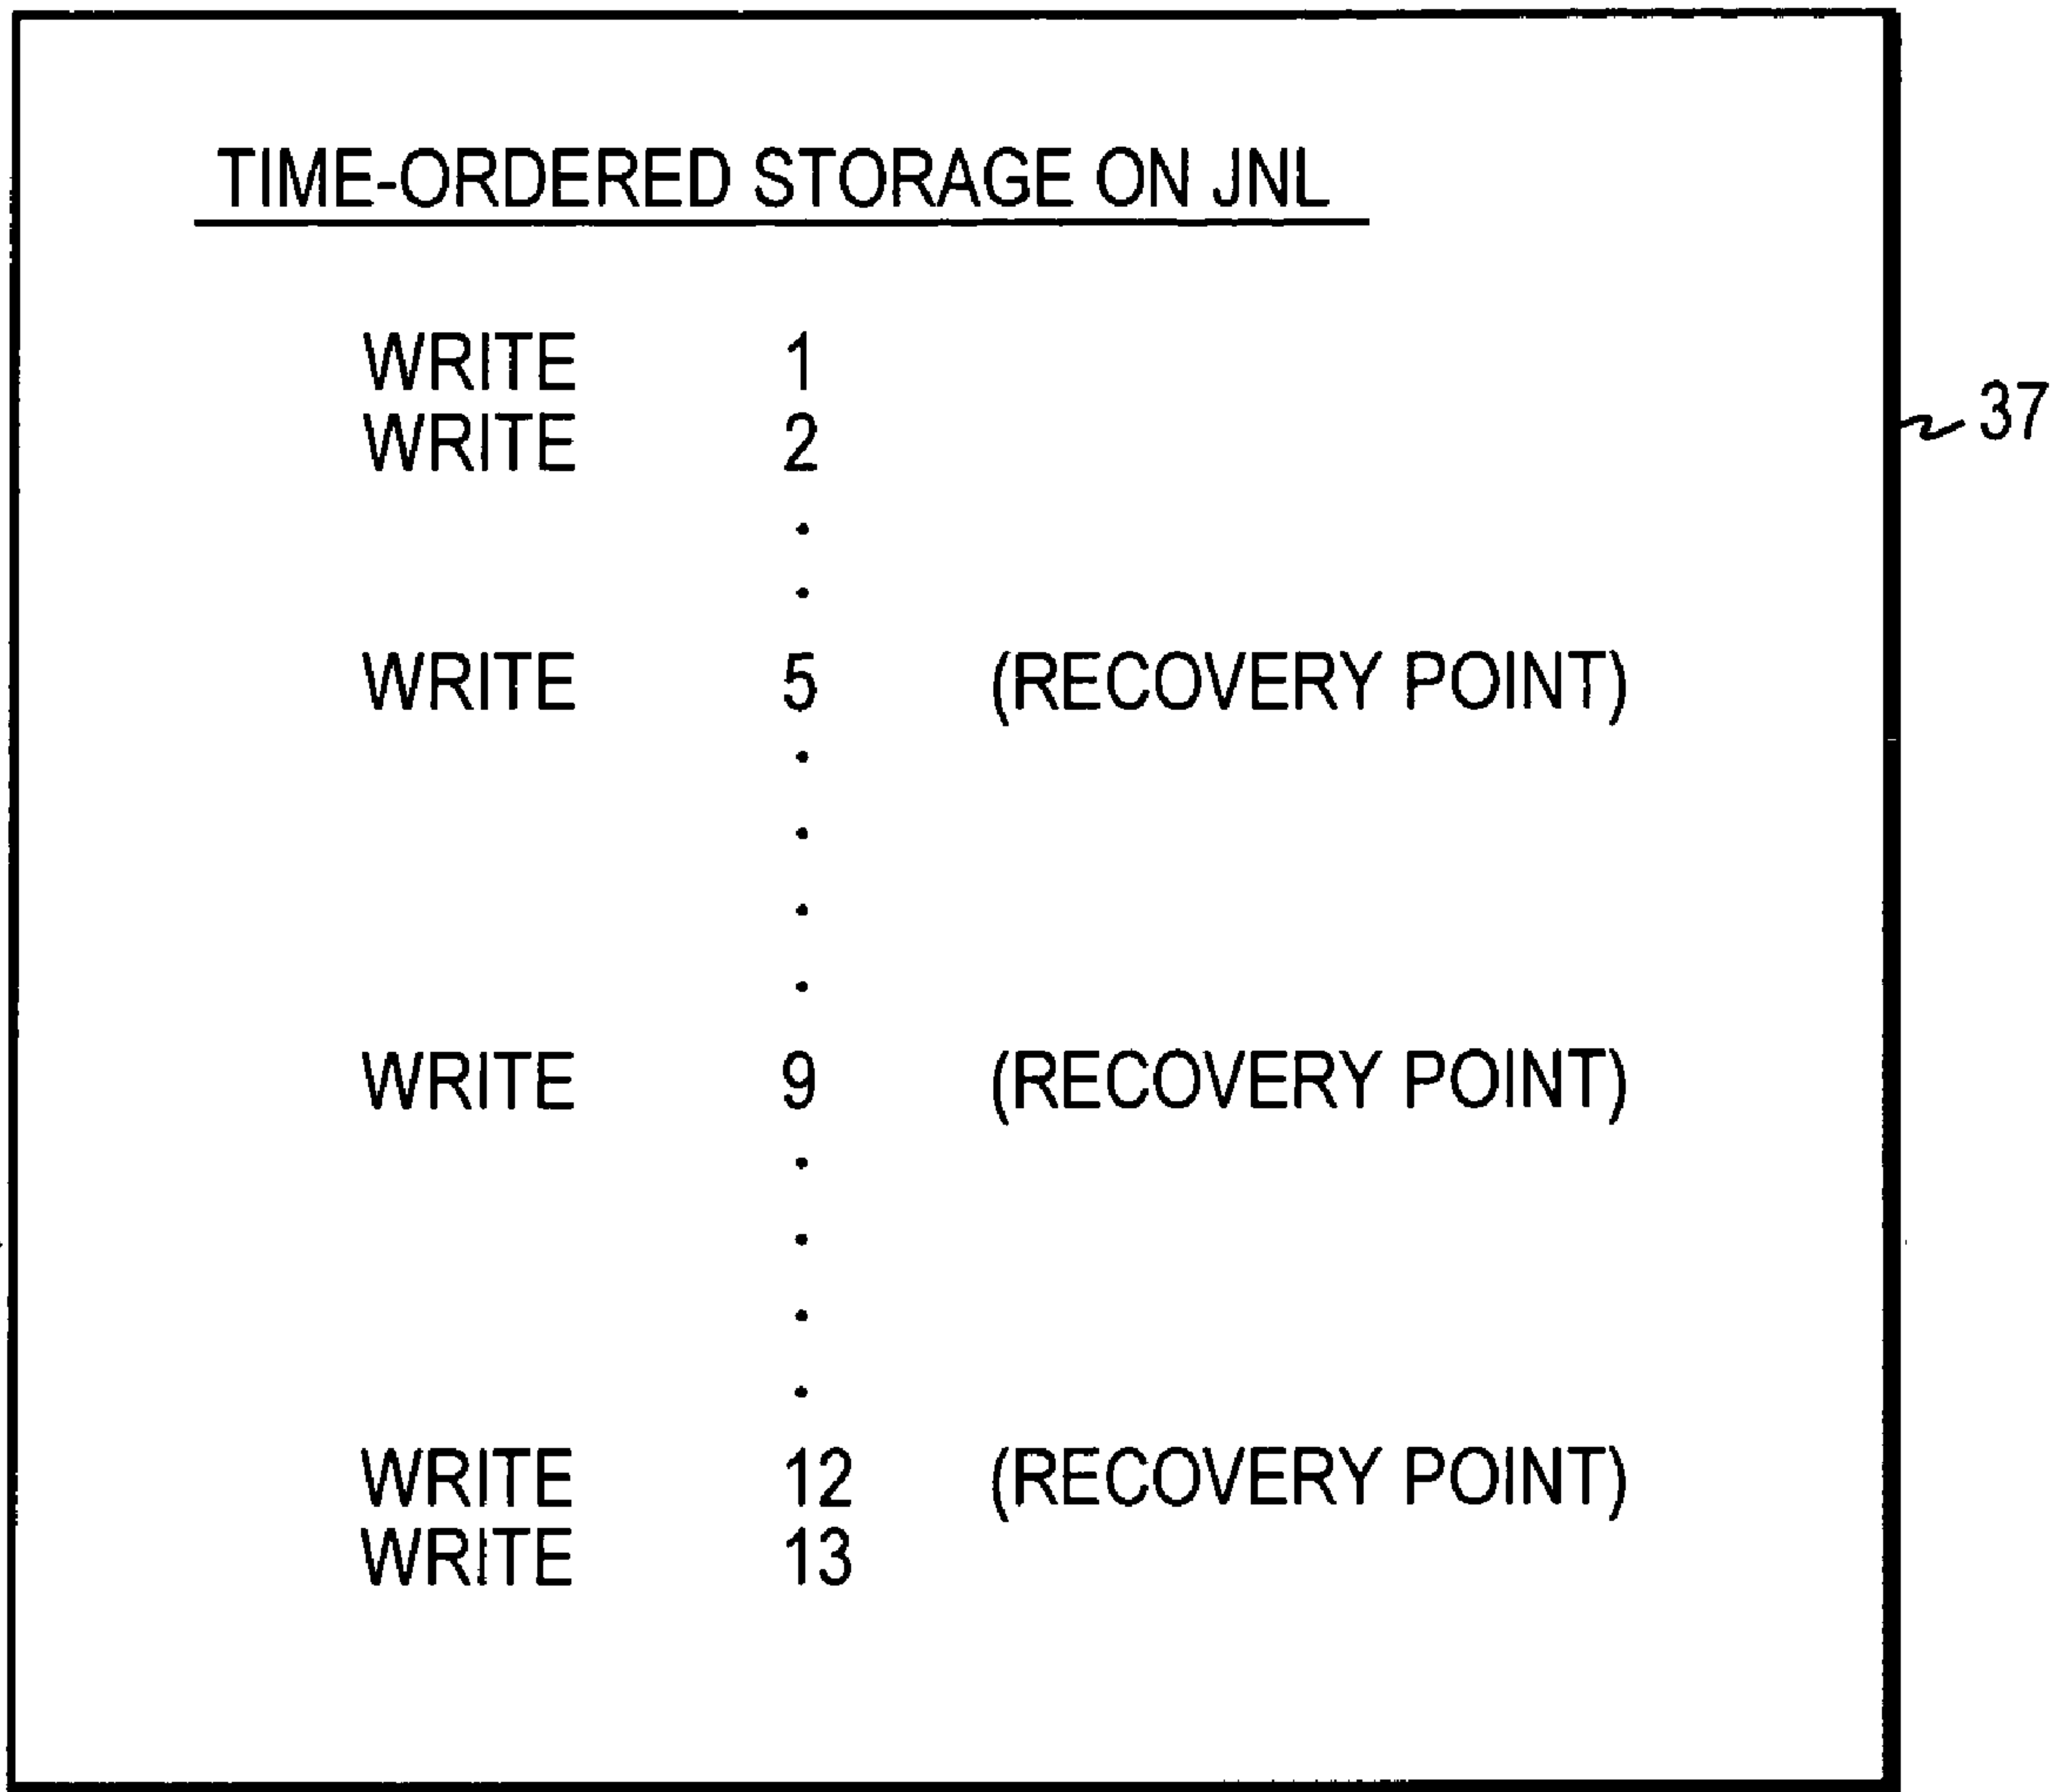 TIME-ORDERED STORAGE ON JNL
WRITE 1
WRITE 2
.
.
WRITE 5 (RECOVERY POINT)
.
.
.
.
WRITE 9 (RECOVERY POINT)
.
.
.
.
WRITE 12 (RECOVERY POINT)
WRITE 13
37